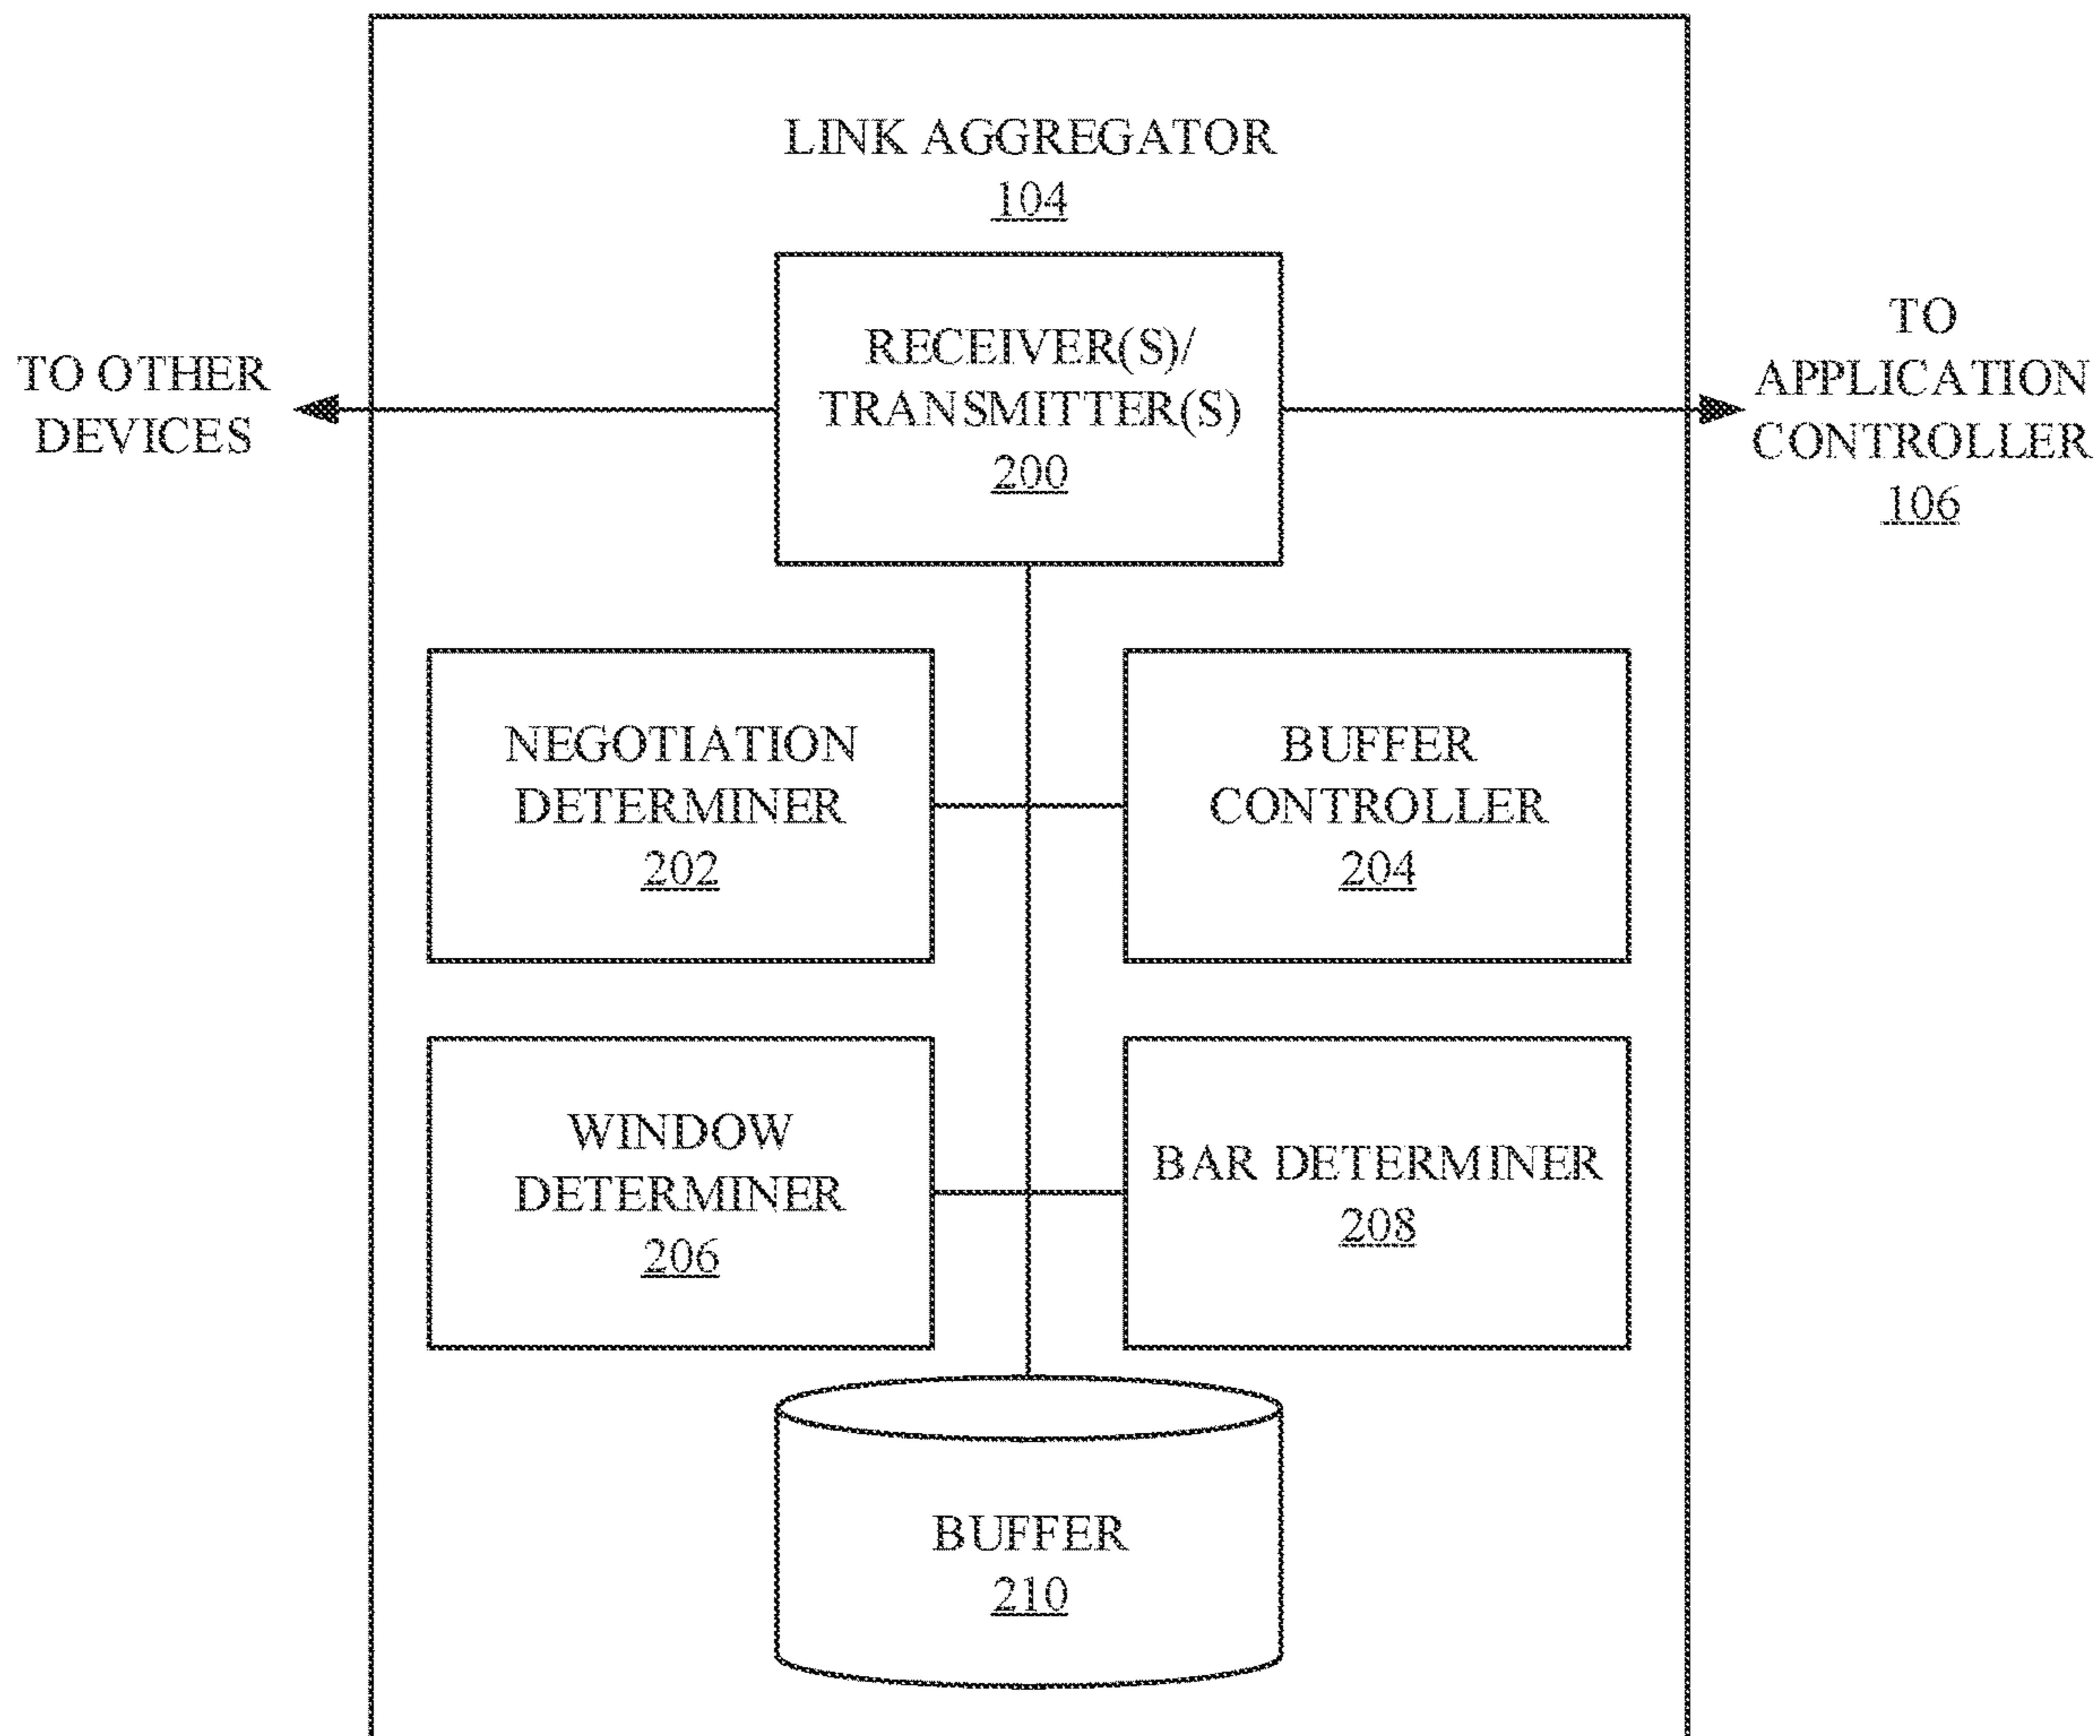 LINK AGGREGATOR
104
RECEIVER(S)/
TRANSMITTER(S)
200
TO OTHER
DEVICES
TO
APPLICATION
CONTROLLER
106
NEGOTIATION
DETERMINER
202
BUFFER
CONTROLLER
204
WINDOW
DETERMINER
206
BAR DETERMINER
208
BUFFER
210